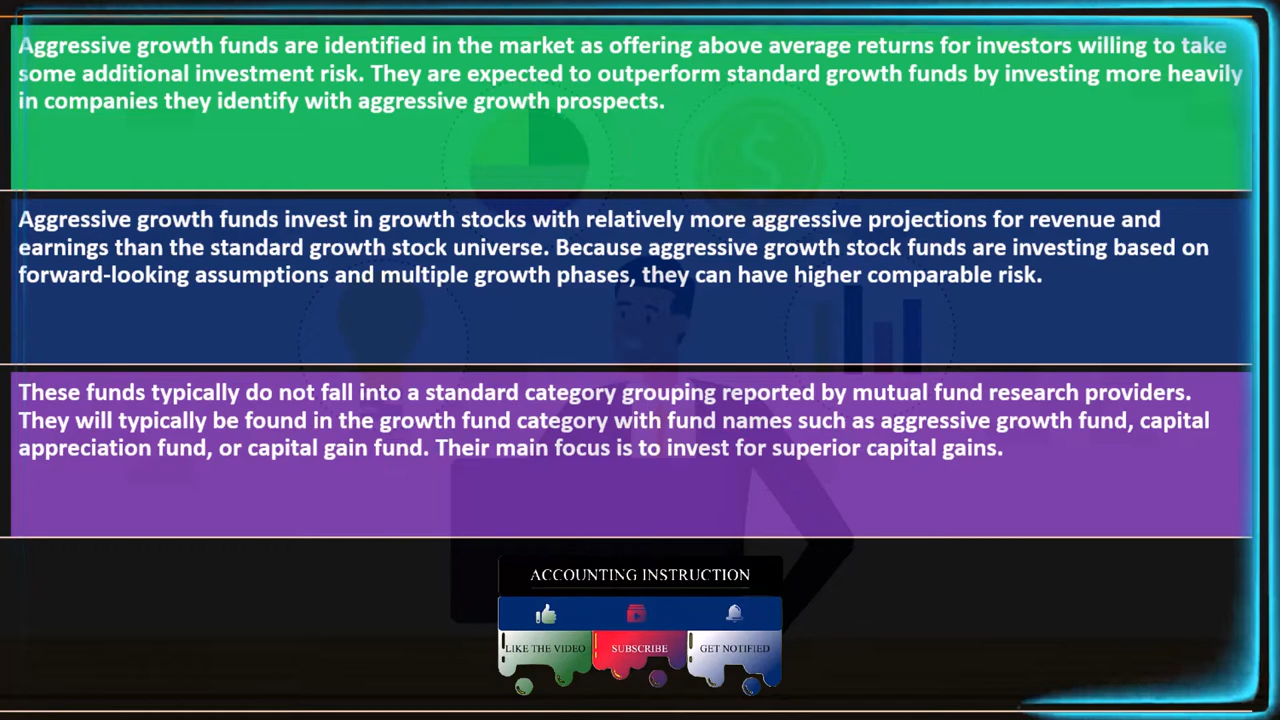 Aggressive growth funds are identified in the market as offering above average returns for investors willing to take
some additional investment risk. They are expected to outperform standard growth funds by investing more heavily
in companies they identify with aggressive growth prospects.
Aggressive growth funds invest in growth stocks with relatively more aggressive projections for revenue and
earnings than the standard growth stock universe. Because aggressive growth stock funds are investing based on
forward-looking assumptions and multiple growth phases, they can have higher comparable risk.
These funds typically do not fall into a standard category grouping reported by mutual fund research providers.
They will typically be found in the growth fund category with fund names such as aggressive growth fund, capital
appreciation fund, or capital gain fund. Their main focus is to invest for superior capital gains.
ACCOUNTING INSTRUCTION
LIKE THE VIDEO SUBSCRIBE GET NOTIFIED